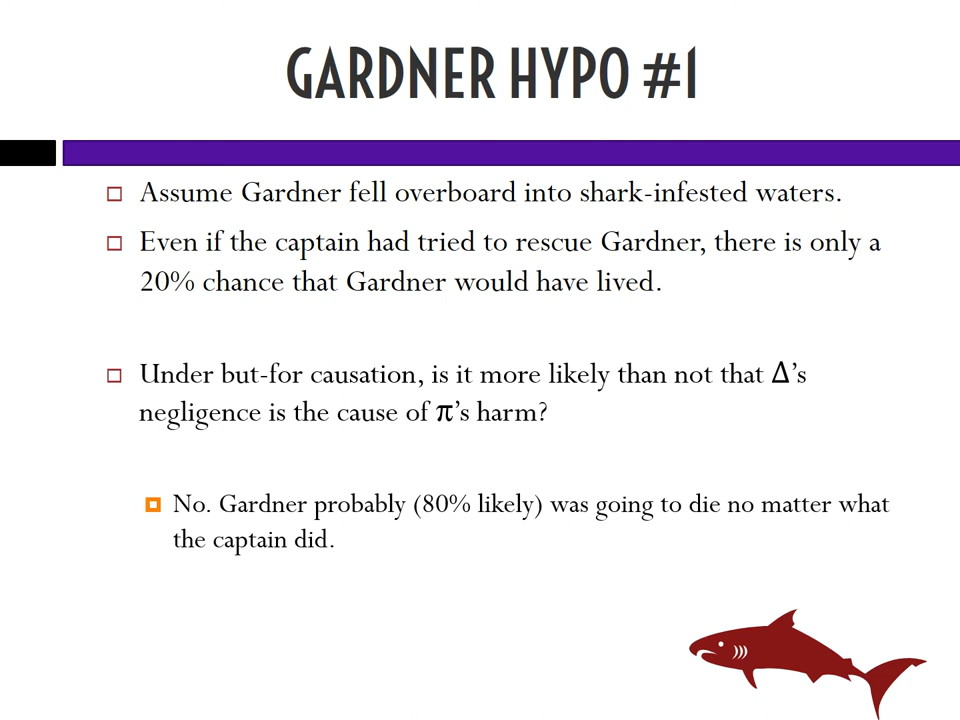 GARDNER HYPO #1
Assume Gardner fell overboard into shark-infested waters.
Even if the captain had tried to rescue Gardner, there is only a
20% chance that Gardner would have lived.
Under but-for causation, is it more likely than not that Δ’s
negligence is the cause of π’s harm?
No. Gardner probably (80% likely) was going to die no matter what
the captain did.